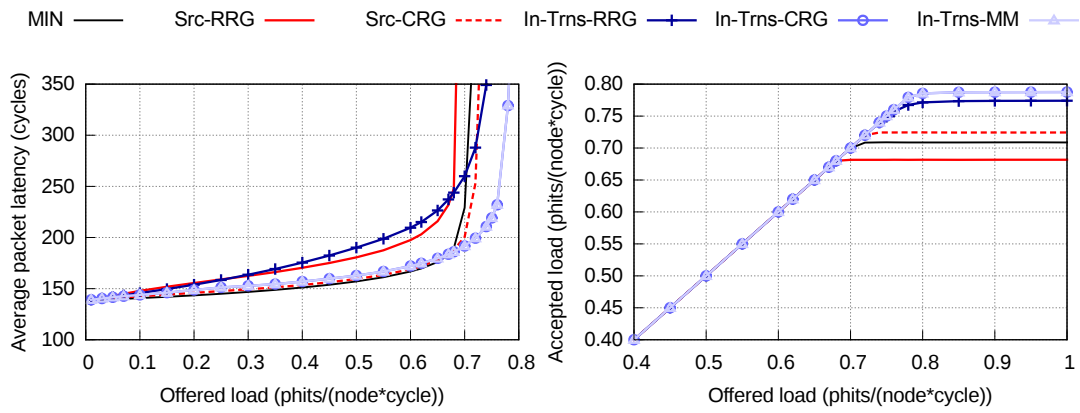 MIN Src-RRG Src-CRG In-Trns-RRG In-Trns-CRG In-Trns-MM
Average packet latency (cycles)
350
300
250
200
150
100
0 0.1 0.2 0.3 0.4 0.5 0.6 0.7 0.8
Offered load (phits/(node*cycle))
Accepted load (phits/(node*cycle))
0.80
0.75
0.70
0.65
0.60
0.55
0.50
0.45
0.40
0.4 0.5 0.6 0.7 0.8 0.9 1
Offered load (phits/(node*cycle))